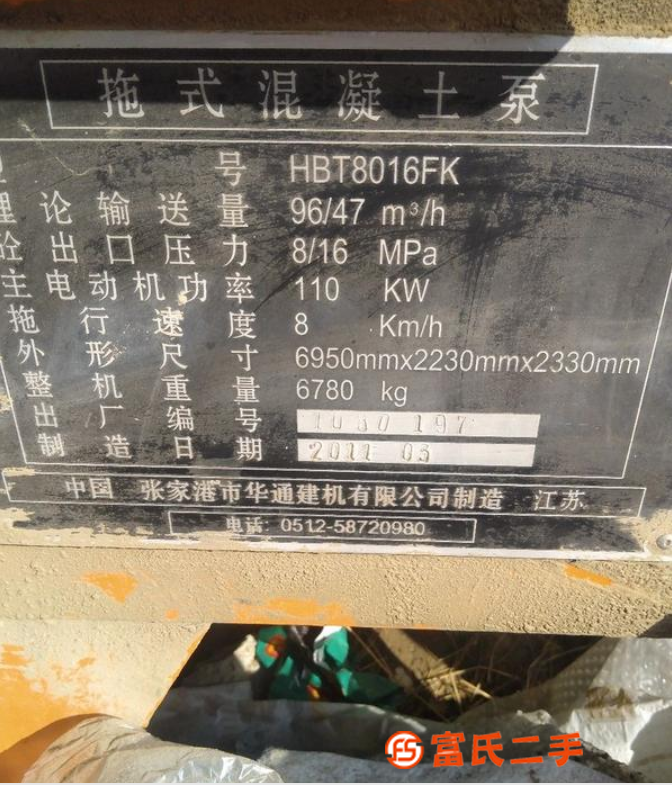 拖式混凝土泵
号 HBT8016FK
理论输送量 96/47 m³/h
砼出口压力 8/16 MPa
主电动机功率 110 KW
拖行速度 8 Km/h
外形尺寸 6950mmx2230mmx2330mm
整机重量 6780 kg
出厂编号 197
制造日期 2011 03
中国 张家港市华通建机有限公司制造 江苏
电话: 0512-58720980
富氏二手